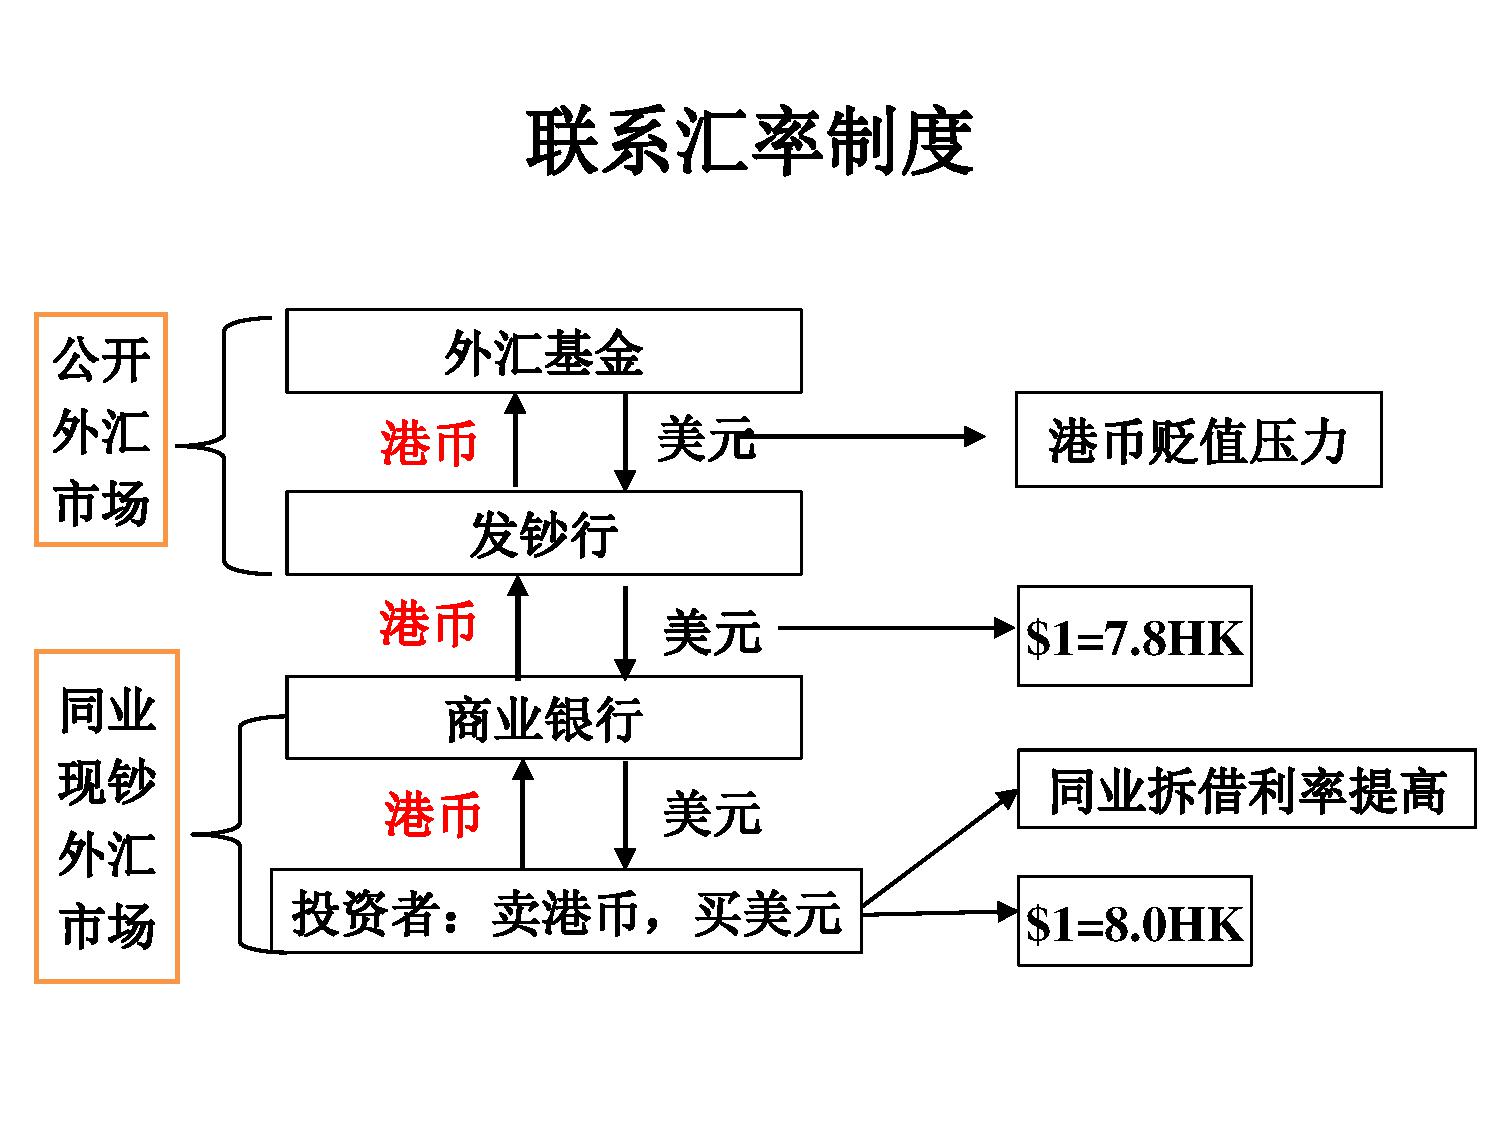 联系汇率制度
公开
外汇
市场
外汇基金
港币
美元
港币贬值压力
发钞行
港币
美元
$1=7.8HK
同业
现钞
外汇
市场
商业银行
港币
美元
同业拆借利率提高
投资者：卖港币，买美元
$1=8.0HK